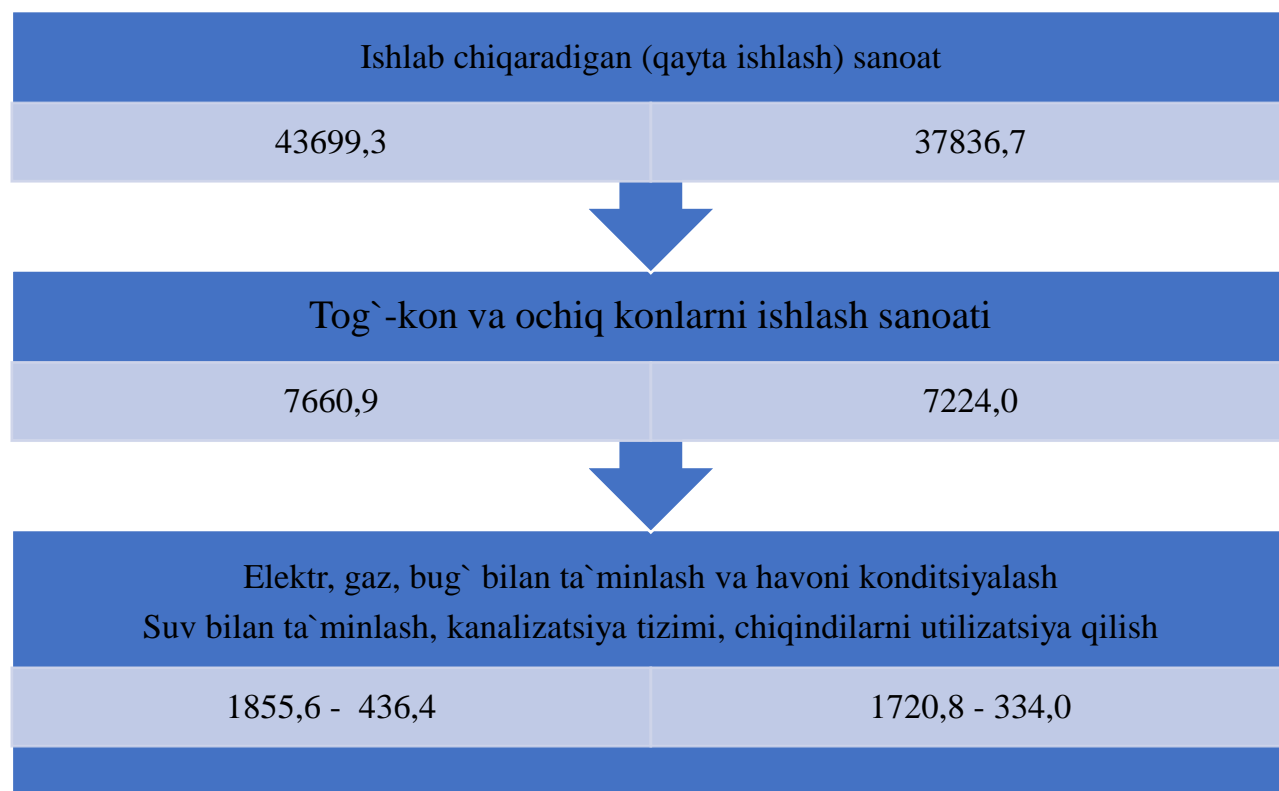 Ishlab chiqaradigan (qayta ishlash) sanoat
43699,3 37836,7
Tog`-kon va ochiq konlarni ishlash sanoati
7660,9 7224,0
Elektr, gaz, bug` bilan ta`minlash va havoni konditsiyalash
Suv bilan ta`minlash, kanalizatsiya tizimi, chiqindilarni utilizatsiya qilish
1855,6 - 436,4 1720,8 - 334,0